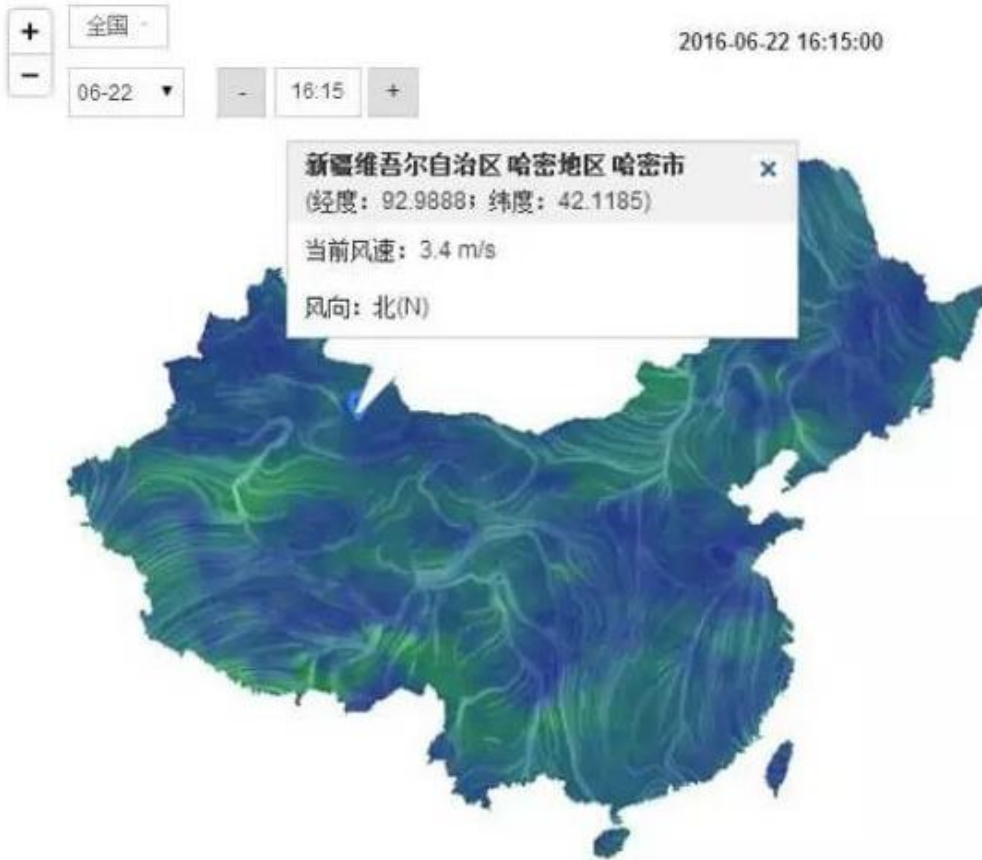 +
全国
2016-06-22 16:15:00
−
06-22 ▼ - 16:15 +
新疆维吾尔自治区 哈密地区 哈密市 ×
(经度：92.9888；纬度：42.1185)
当前风速：3.4 m/s
风向：北(N)